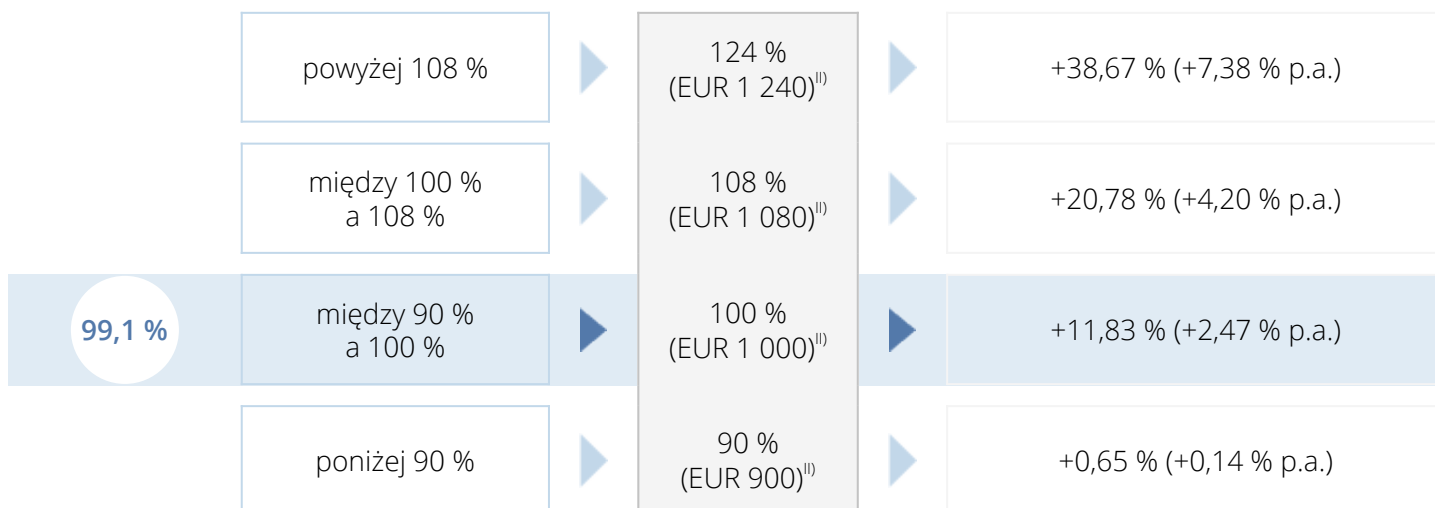 powyżej 108 %
124 %
(EUR 1 240)II)
+38,67 % (+7,38 % p.a.)
między 100 %
a 108 %
108 %
(EUR 1 080)II)
+20,78 % (+4,20 % p.a.)
99,1 %
między 90 %
a 100 %
100 %
(EUR 1 000)II)
+11,83 % (+2,47 % p.a.)
poniżej 90 %
90 %
(EUR 900)II)
+0,65 % (+0,14 % p.a.)